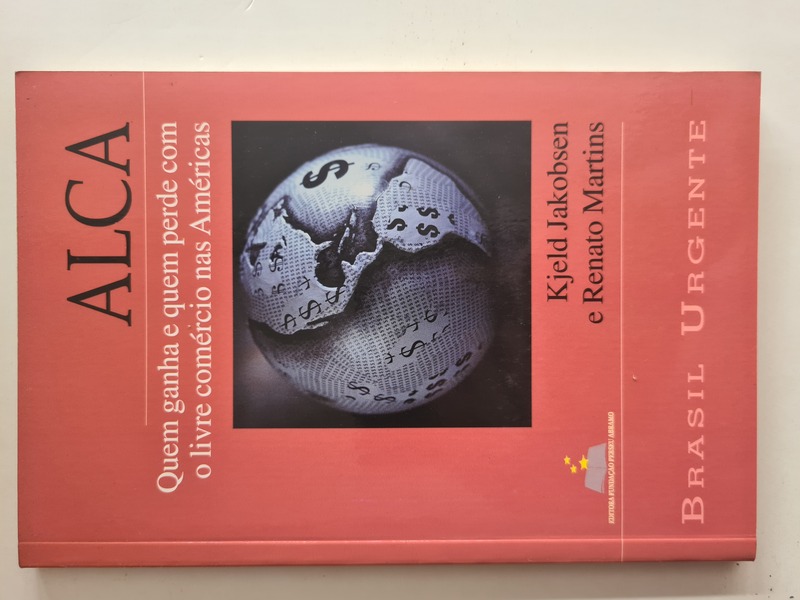 ALCA
Quem ganha e quem perde com
o livre comércio nas Américas
$ $ $ $
$
$ $ $ $
Kjeld Jakobsen
e Renato Martins
EDITORA FUNDAÇÃO PERSEU ABRAMO
BRASIL URGENTE